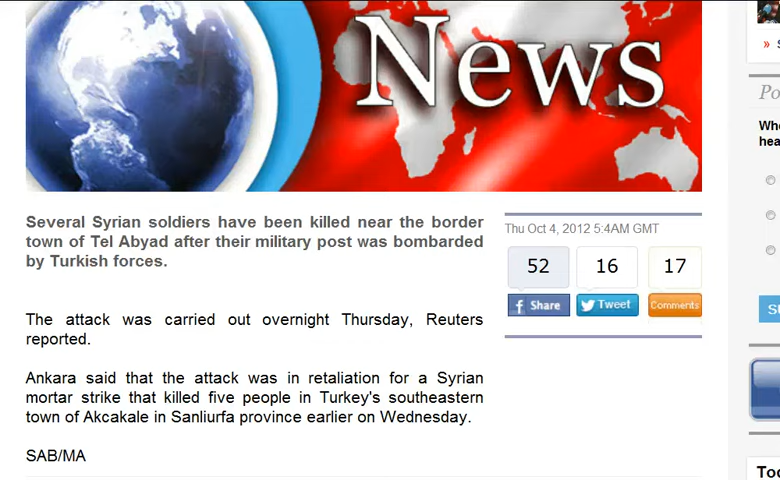 News
Several Syrian soldiers have been killed near the border
town of Tel Abyad after their military post was bombarded
by Turkish forces.
Thu Oct 4, 2012 5:4AM GMT
52
16
17
Share
Tweet
Comments
The attack was carried out overnight Thursday, Reuters
reported.
Ankara said that the attack was in retaliation for a Syrian
mortar strike that killed five people in Turkey's southeastern
town of Akcakale in Sanliurfa province earlier on Wednesday.
SAB/MA